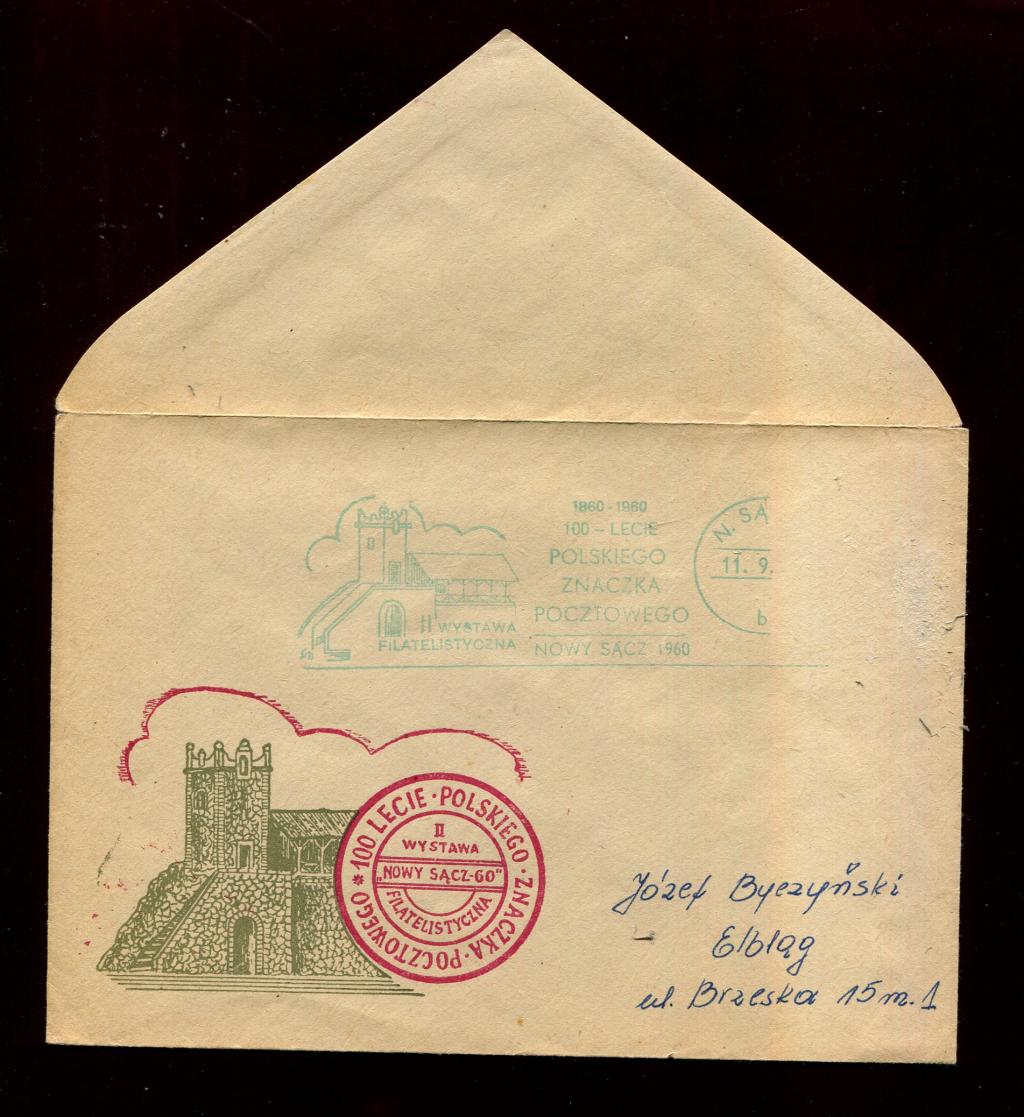 1860-1960
100-LECIE
POLSKIEGO
ZNACZKA
POCZTOWEGO
NOWY SĄCZ 1960
II WYSTAWA
FILATELISTYCZNA
N. SĄ
11. 9.
b
* 100 LECIE · POLSKIEGO · ZNACZKA · POCZTOWEGO
II
WYSTAWA
„NOWY SĄCZ-60”
FILATELISTYCZNA
Józef Byczyński
Elbląg
ul. Brzeska 15 m. 1